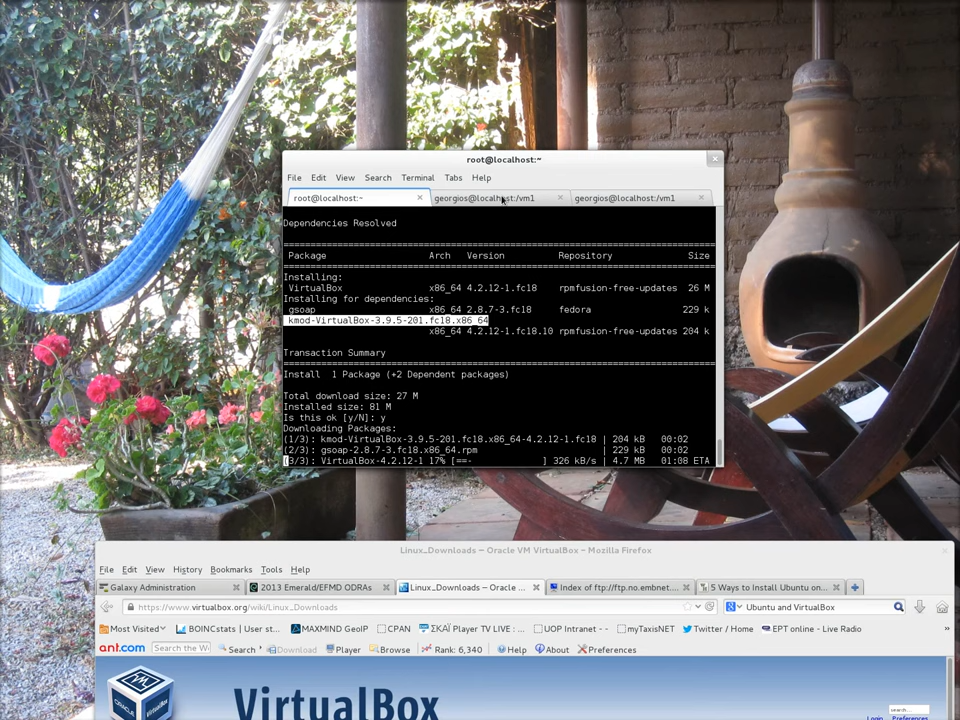 root@localhost:~
File Edit View Search Terminal Tabs Help
root@localhost:~ georgios@localhost:/vm1 georgios@localhost:/vm1
Dependencies Resolved
================================================================================
Package Arch Version Repository Size
================================================================================
Installing:
VirtualBox x86_64 4.2.12-1.fc18 rpmfusion-free-updates 26 M
Installing for dependencies:
gsoap x86_64 2.8.7-3.fc18 fedora 229 k
kmod-VirtualBox-3.9.5-201.fc18.x86_64
x86_64 4.2.12-1.fc18.10 rpmfusion-free-updates 204 k
Transaction Summary
================================================================================
Install 1 Package (+2 Dependent packages)
Total download size: 27 M
Installed size: 81 M
Is this ok [y/N]: y
Downloading Packages:
(1/3): kmod-VirtualBox-3.9.5-201.fc18.x86_64-4.2.12-1.fc18 | 204 kB 00:02
(2/3): gsoap-2.8.7-3.fc18.x86_64.rpm | 229 kB 00:02
(3/3): VirtualBox-4.2.12-1 17% [==- ] 326 kB/s | 4.7 MB 01:08 ETA
Linux_Downloads – Oracle VM VirtualBox – Mozilla Firefox
File Edit View History Bookmarks Tools Help
Galaxy Administration 2013 Emerald/EFMD ODRAs Linux_Downloads – Oracle ... Index of ftp://ftp.no.embnet.... 5 Ways to Install Ubuntu on...
https://www.virtualbox.org/wiki/Linux_Downloads Ubuntu and VirtualBox
Most Visited BOINCstats | User st... MAXMIND GeoIP CPAN ΣΚΑΪ Player TV LIVE : ... UOP Intranet - - myTaxisNET Twitter / Home EPT online - Live Radio »
ant.com Search the W Search Download Player Browse Rank: 6,340 Help About Preferences
ORACLE
VM
VirtualBox
VirtualBox
search...
Login Preferences